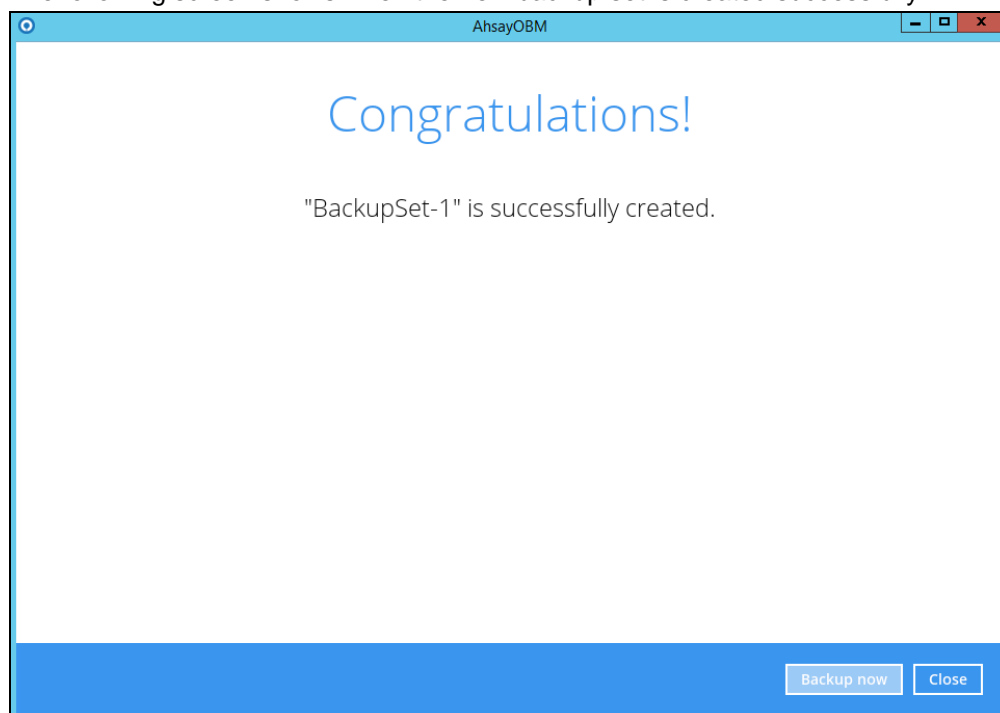 AhsayOBM
Congratulations!
"BackupSet-1" is successfully created.
Backup now Close